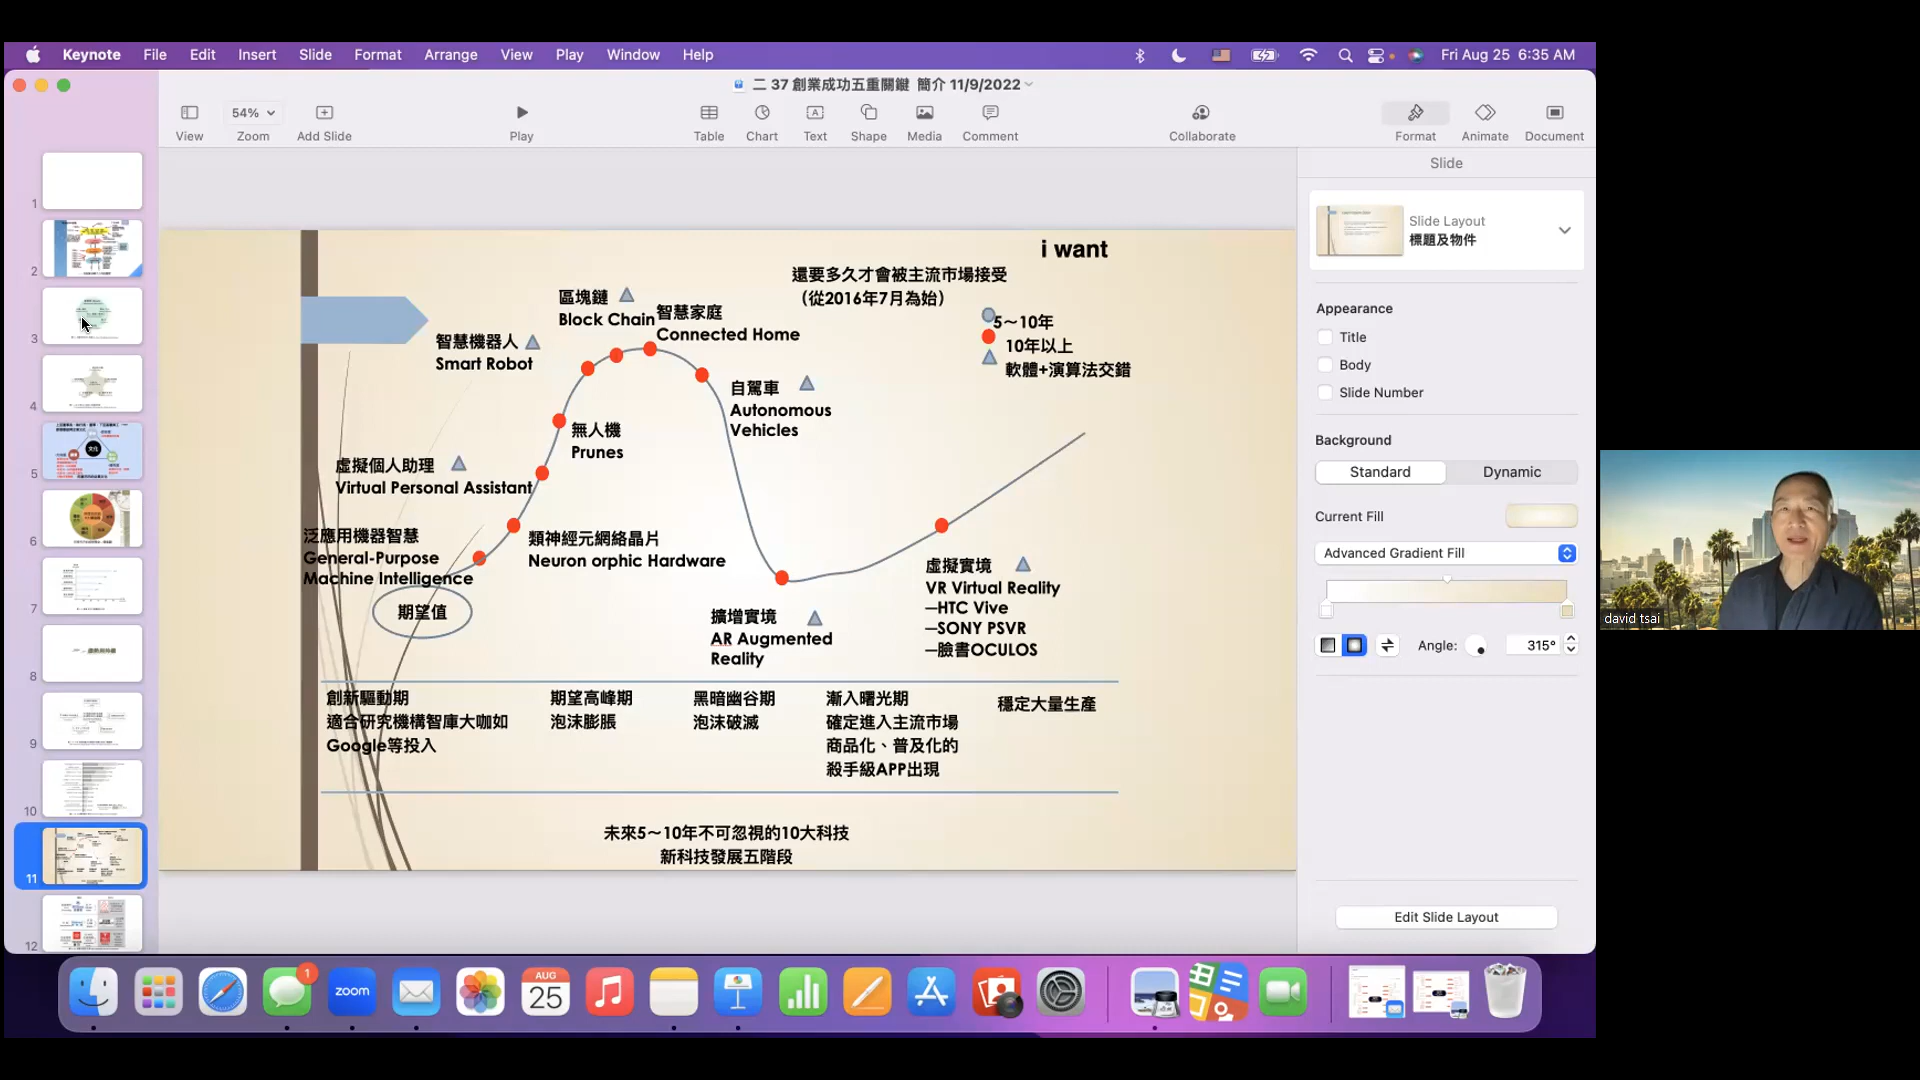 Keynote File Edit Insert Slide Format Arrange View Play Window Help
Fri Aug 25 6:35 AM
二 37 創業成功五重關鍵 簡介 11/9/2022
54%
View Zoom Add Slide Play Table Chart Text Shape Media Comment Collaborate Format Animate Document
1
2
3
4
5
6
7
8
9
10
11
12
i want
還要多久才會被主流市場接受
（從2016年7月為始）
5～10年
10年以上
軟體+演算法交錯
區塊鏈
Block Chain
智慧家庭
Connected Home
智慧機器人
Smart Robot
自駕車
Autonomous
Vehicles
無人機
Prunes
虛擬個人助理
Virtual Personal Assistant
泛應用機器智慧
General-Purpose
Machine Intelligence
類神經元網絡晶片
Neuron orphic Hardware
期望值
擴增實境
AR Augmented
Reality
虛擬實境
VR Virtual Reality
─HTC Vive
─SONY PSVR
─臉書OCULOS
創新驅動期
適合研究機構智庫大咖如
Google等投入
期望高峰期
泡沫膨脹
黑暗幽谷期
泡沫破滅
漸入曙光期
確定進入主流市場
商品化、普及化的
殺手級APP出現
穩定大量生產
未來5～10年不可忽視的10大科技
新科技發展五階段
Slide
Slide Layout
標題及物件
Appearance
Title
Body
Slide Number
Background
Standard Dynamic
Current Fill
Advanced Gradient Fill
Angle: 315°
Edit Slide Layout
david tsai
1
zoom
AUG
25